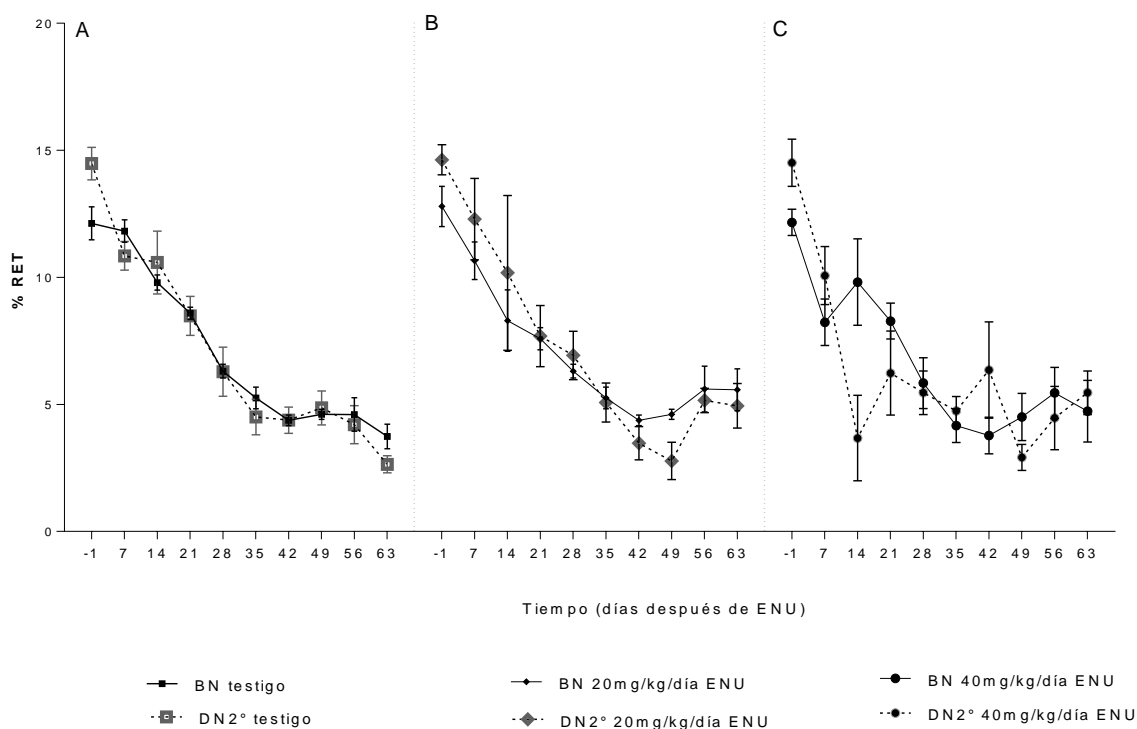 A
B
C
20
15
10
5
0
% RET
-1 7 14 21 28 35 42 49 56 63
-1 7 14 21 28 35 42 49 56 63
-1 7 14 21 28 35 42 49 56 63
Tiempo (días después de ENU)
BN testigo
DN2° testigo
BN 20mg/kg/día ENU
DN2° 20mg/kg/día ENU
BN 40mg/kg/día ENU
DN2° 40mg/kg/día ENU